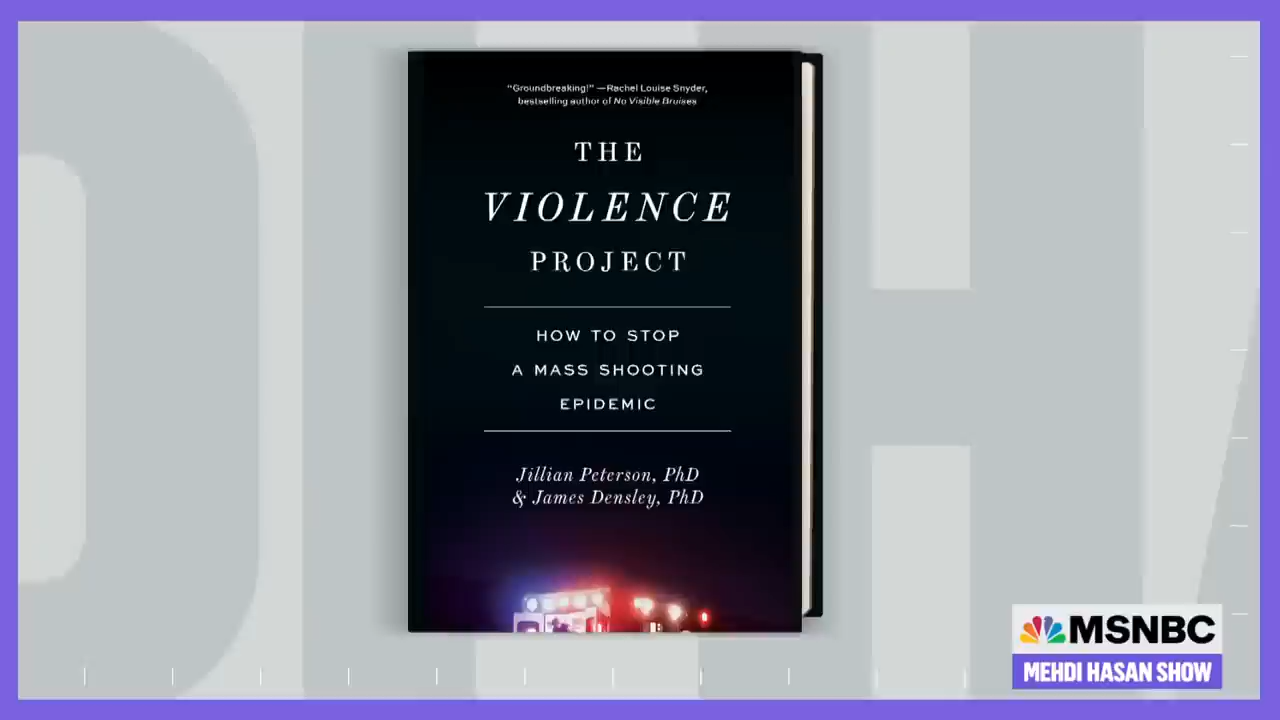 "Groundbreaking!" —Rachel Louise Snyder,
bestselling author of No Visible Bruises
THE
VIOLENCE
PROJECT
HOW TO STOP
A MASS SHOOTING
EPIDEMIC
Jillian Peterson, PhD
& James Densley, PhD
MSNBC
MEHDI HASAN SHOW